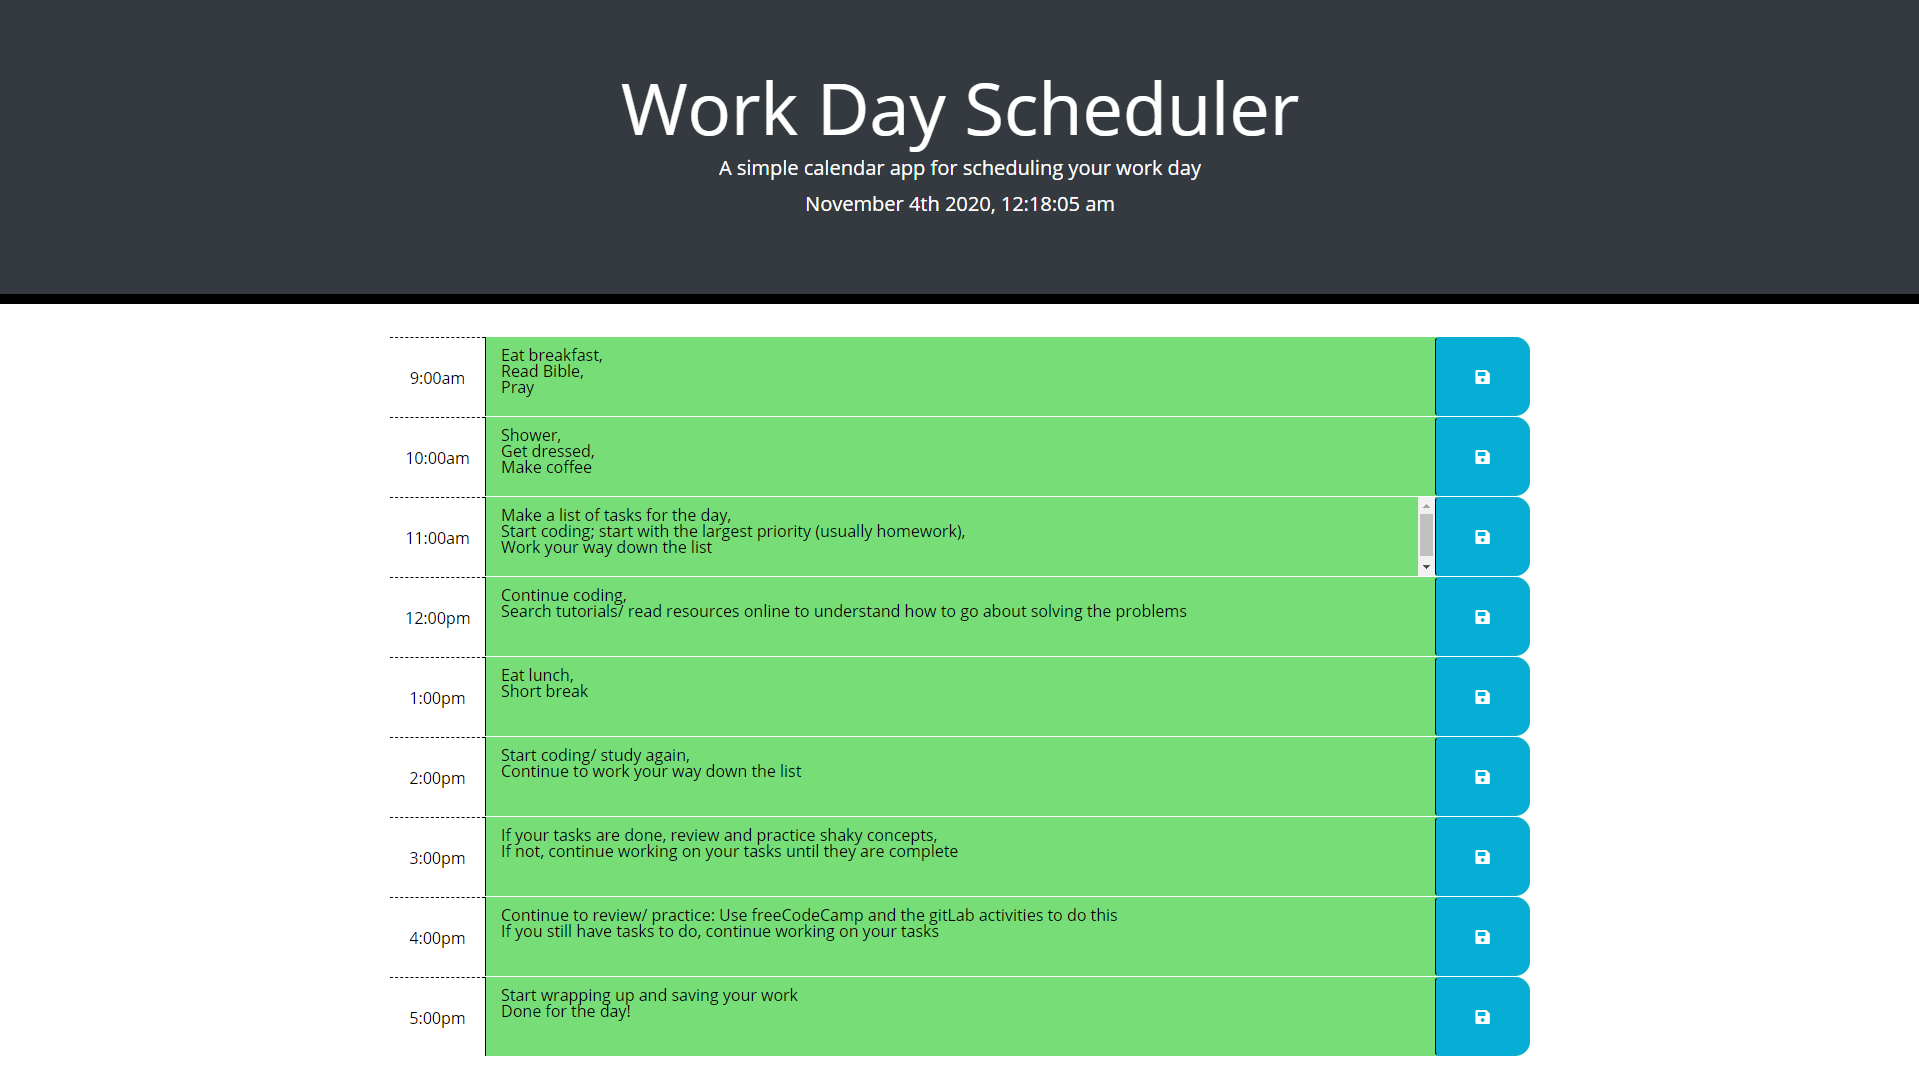 Work Day Scheduler
A simple calendar app for scheduling your work day
November 4th 2020, 12:18:05 am
9:00am
Eat breakfast,
Read Bible,
Pray
10:00am
Shower,
Get dressed,
Make coffee
11:00am
Make a list of tasks for the day,
Start coding; start with the largest priority (usually homework),
Work your way down the list
12:00pm
Continue coding,
Search tutorials/ read resources online to understand how to go about solving the problems
1:00pm
Eat lunch,
Short break
2:00pm
Start coding/ study again,
Continue to work your way down the list
3:00pm
If your tasks are done, review and practice shaky concepts,
If not, continue working on your tasks until they are complete
4:00pm
Continue to review/ practice: Use freeCodeCamp and the gitLab activities to do this
If you still have tasks to do, continue working on your tasks
5:00pm
Start wrapping up and saving your work
Done for the day!